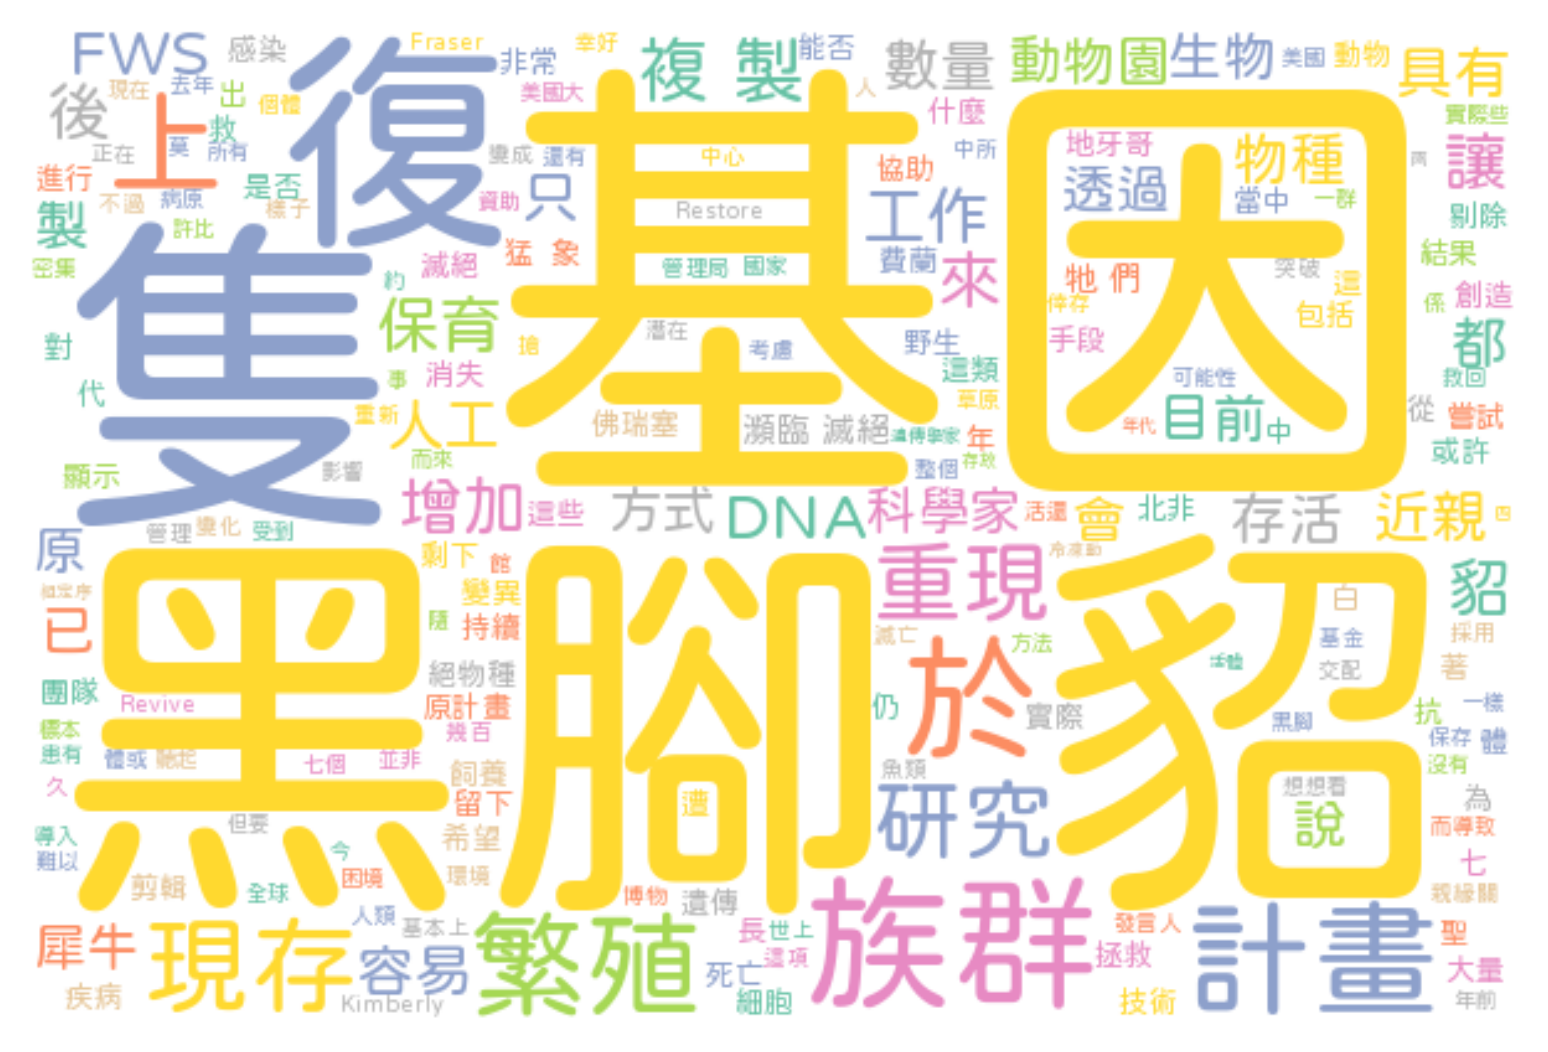 FWS
感染
復
Fraser
非常
幸好
複 製
能否
數量
動物園
生物
美國
動物
具有
後
現在
去年
出
個體
美國大
人
什麼
實際些
上
救
正在
莫
所有
變成
還有
中心
協助
中所
地牙哥
物種
兩
讓
進行
是否
不過
病原
樣子
資助
只
Restore
工作
透過
當中
一群
剔除
製
許比
密集
滅絕
猛 象
管理局
國家
費蘭
來
牠 們
突破
這
結果
隻
約
基
因
倖存
包括
係
創造
保育
潛在
搶
考慮
野生
手段
都
對
代
事
消失
這類
可能性
救回
重新
人工
佛瑞塞
瀕臨 滅絕
遺傳學家
草原
年
年代
目前
中
從
嘗試
顯示
影響
而來
整個
存放
或許
增加
這些
方式
DNA
科學家
活還
會
北非
存活
近親
四
原
管理
變化
受到
剩下
館
重現
冷凍動
黑
腳
貂
貂
變異
已
隨
持續
滅亡
方法
白
基金
採用
團隊
絕物種
於
活體
交配
著
Revive
原計畫
仍
實際
黑腳
抗
一樣
標本
患有
體或
聽起
七個
並非
幾百
保存
體
沒有
久
飼養
留下
遭
魚類
想想看
為
導入
難以
但要
今
希望
研究
說
而導致
七
剪輯
全球
困境
環境
博物
遺傳
親緣關
犀牛
現存
人類
基本上
容易
繁殖
長
世上
這項
族群
發言人
拯救
計畫
聖
大量
疾病
Kimberly
死亡
細胞
技術
年前